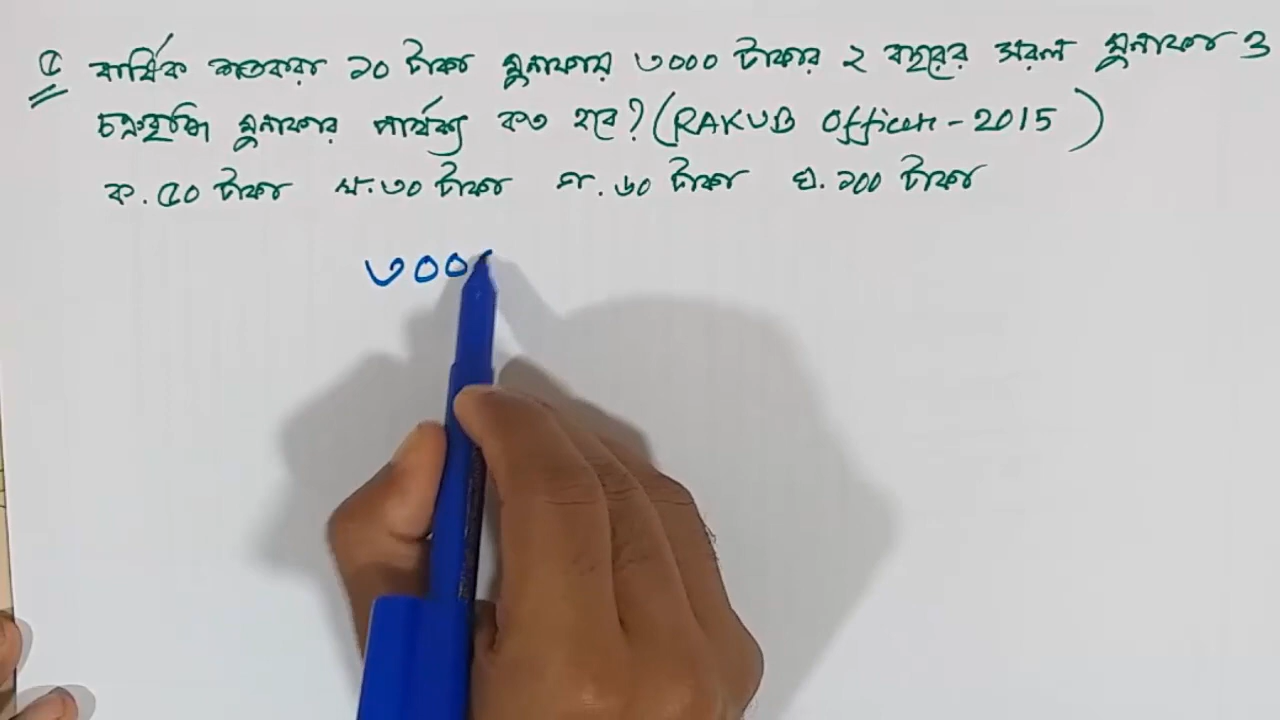 ৫ বার্ষিক শতকরা ১০ টাকা মুনাফায় ৩০০০ টাকার ২ বছরের সরল মুনাফা ও
চক্রবৃদ্ধি মুনাফার পার্থক্য কত হবে? (RAKUB officer-2015)
ক. ৫০ টাকা খ. ৩০ টাকা গ. ৬০ টাকা ঘ. ১০০ টাকা
৩০০